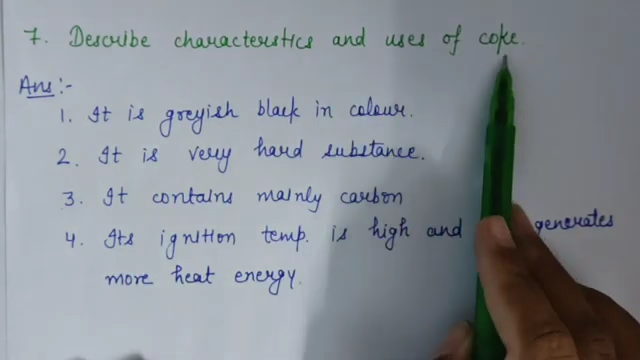 7. Describe characterstics and uses of coke.
Ans:-
1. It is greyish black in colour.
2. It is very hard substance.
3. It contains mainly carbon
4. Its ignition temp. is high and generates
more heat energy.